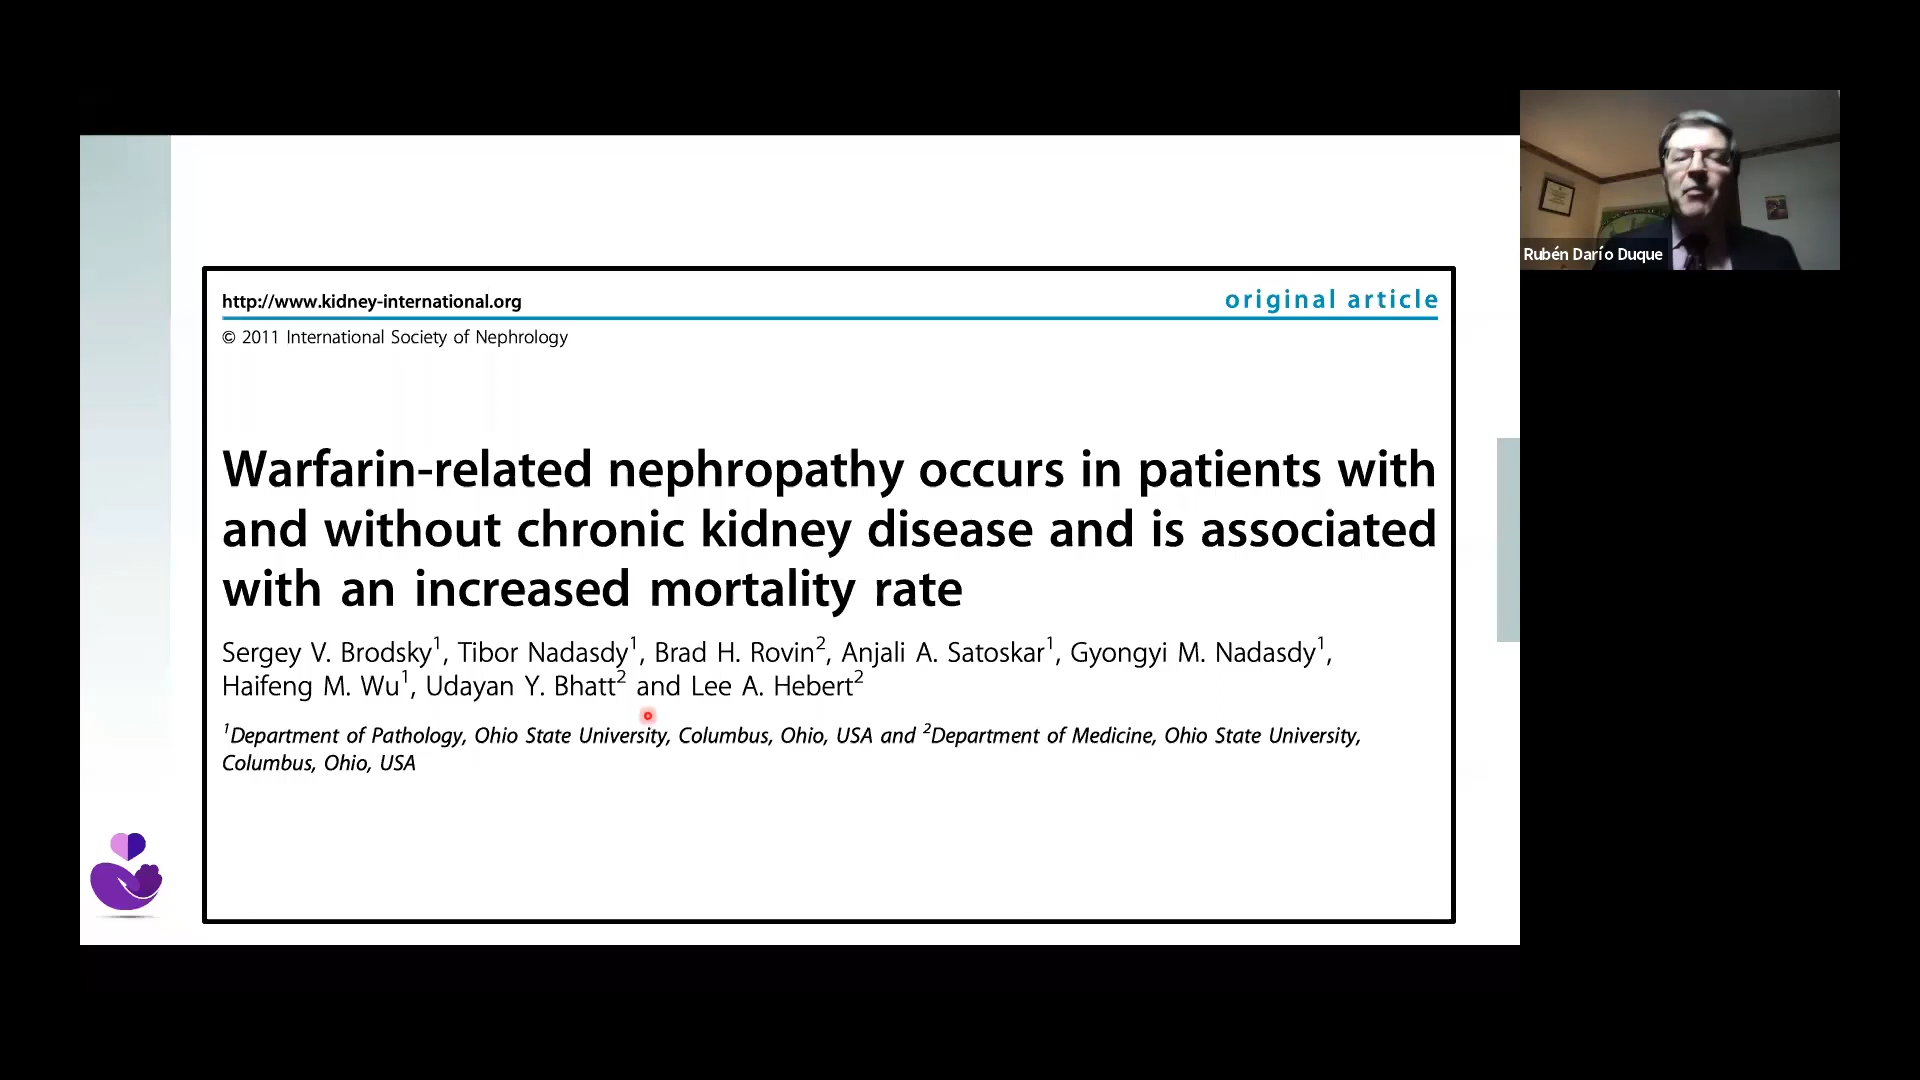 http://www.kidney-international.org
original article
© 2011 International Society of Nephrology
Warfarin-related nephropathy occurs in patients with
and without chronic kidney disease and is associated
with an increased mortality rate
Sergey V. Brodsky1, Tibor Nadasdy1, Brad H. Rovin2, Anjali A. Satoskar1, Gyongyi M. Nadasdy1,
Haifeng M. Wu1, Udayan Y. Bhatt2 and Lee A. Hebert2
1Department of Pathology, Ohio State University, Columbus, Ohio, USA and 2Department of Medicine, Ohio State University,
Columbus, Ohio, USA
Rubén Darío Duque